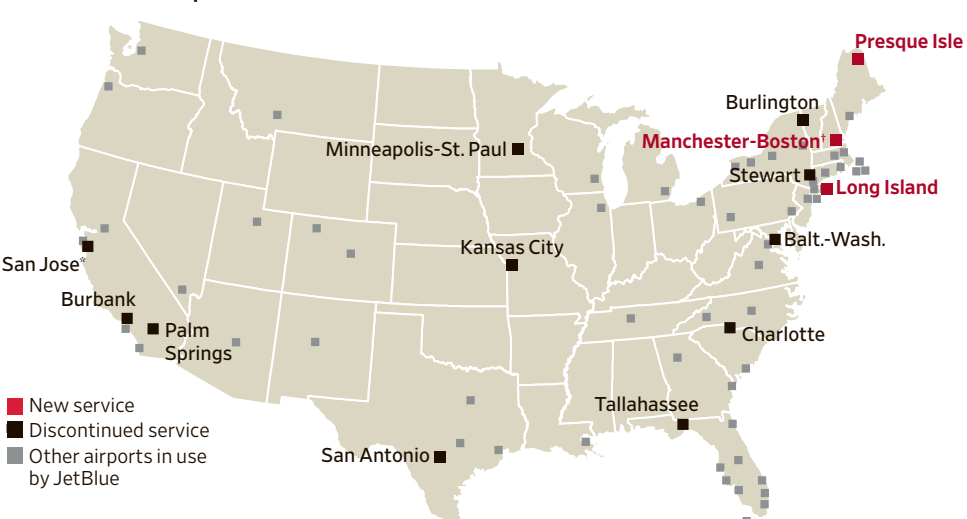 Presque Isle
Burlington
Manchester-Boston†
Minneapolis-St. Paul
Stewart
Long Island
Balt.-Wash.
Kansas City
San Jose*
Burbank
Palm
Springs
Charlotte
Tallahassee
San Antonio
New service
Discontinued service
Other airports in use
by JetBlue